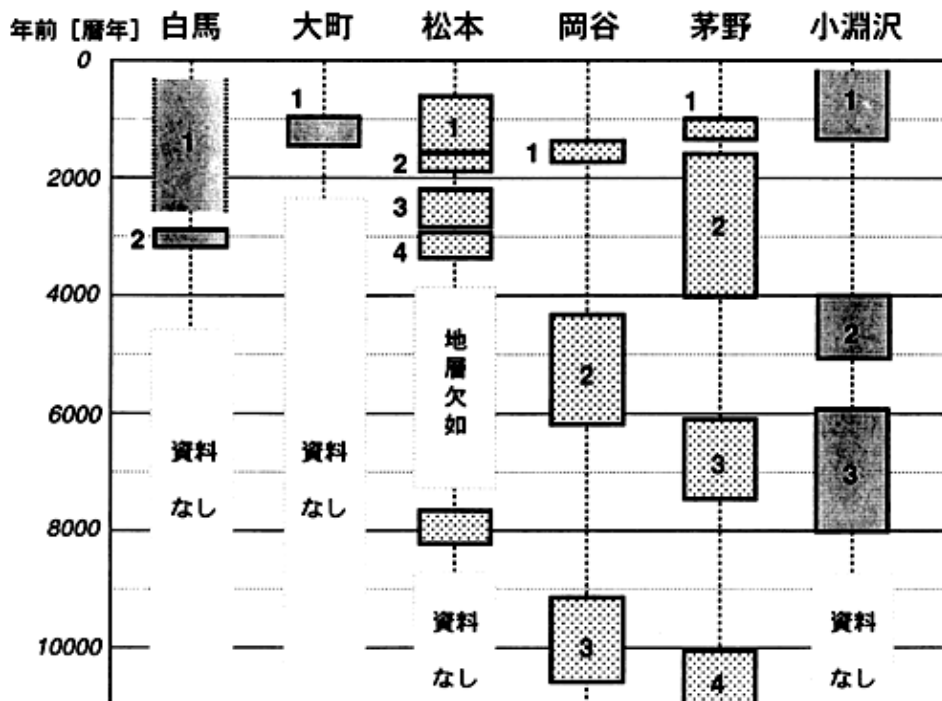 年前 [暦年] 白馬 大町 松本 岡谷 茅野 小淵沢
0
1 1 1 1 1 1
2
2000
3 2
2 4
4000
地層欠如 2 2
6000
資料なし 資料なし 3 3
8000
資料なし 資料なし
10000
3 4